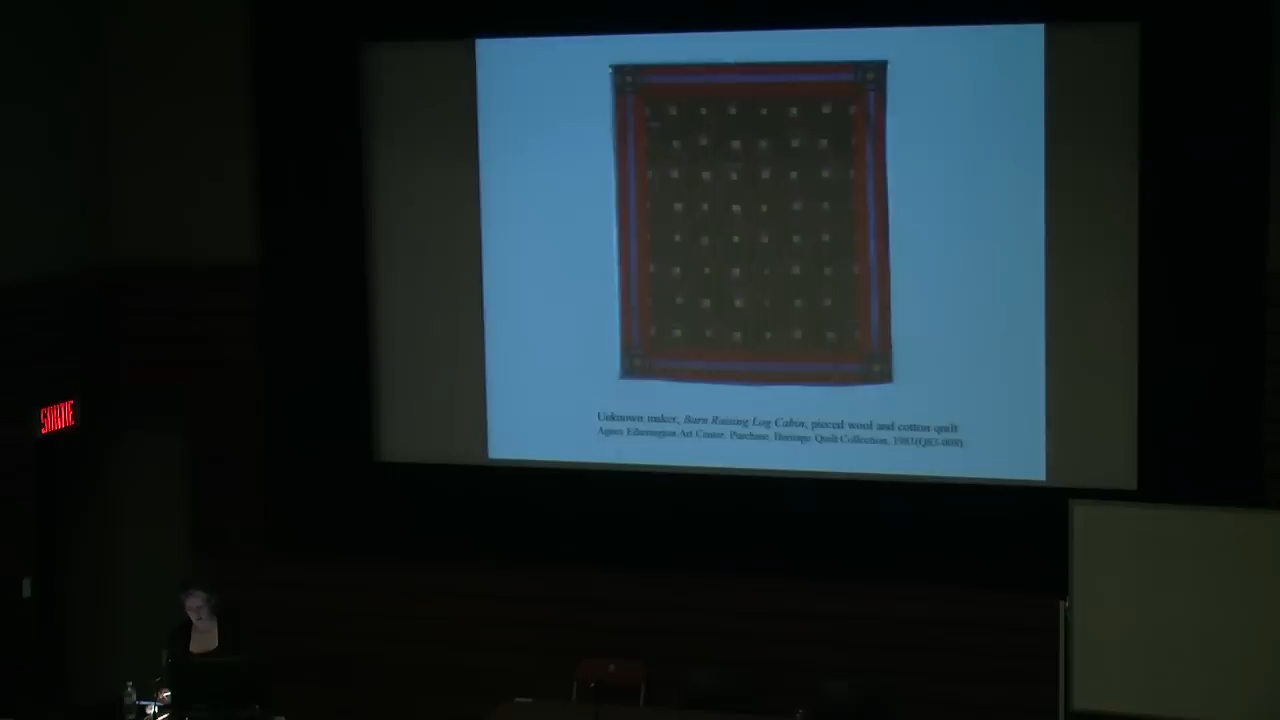 Unknown maker, Barn Raising Log Cabin, pieced wool and cotton quilt
Agnes Etherington Art Center, Purchase, Heritage Quilt Collection, 1983
SORTIE